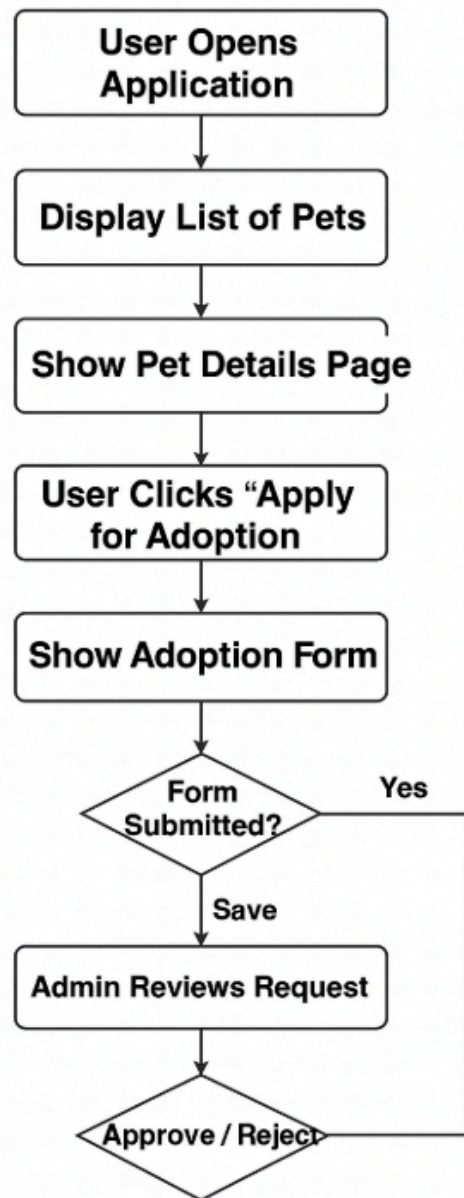 User Opens
Application
Display List of Pets
Show Pet Details Page
User Clicks “Apply
for Adoption
Show Adoption Form
Form
Submitted?
Yes
Save
Admin Reviews Request
Approve / Reject